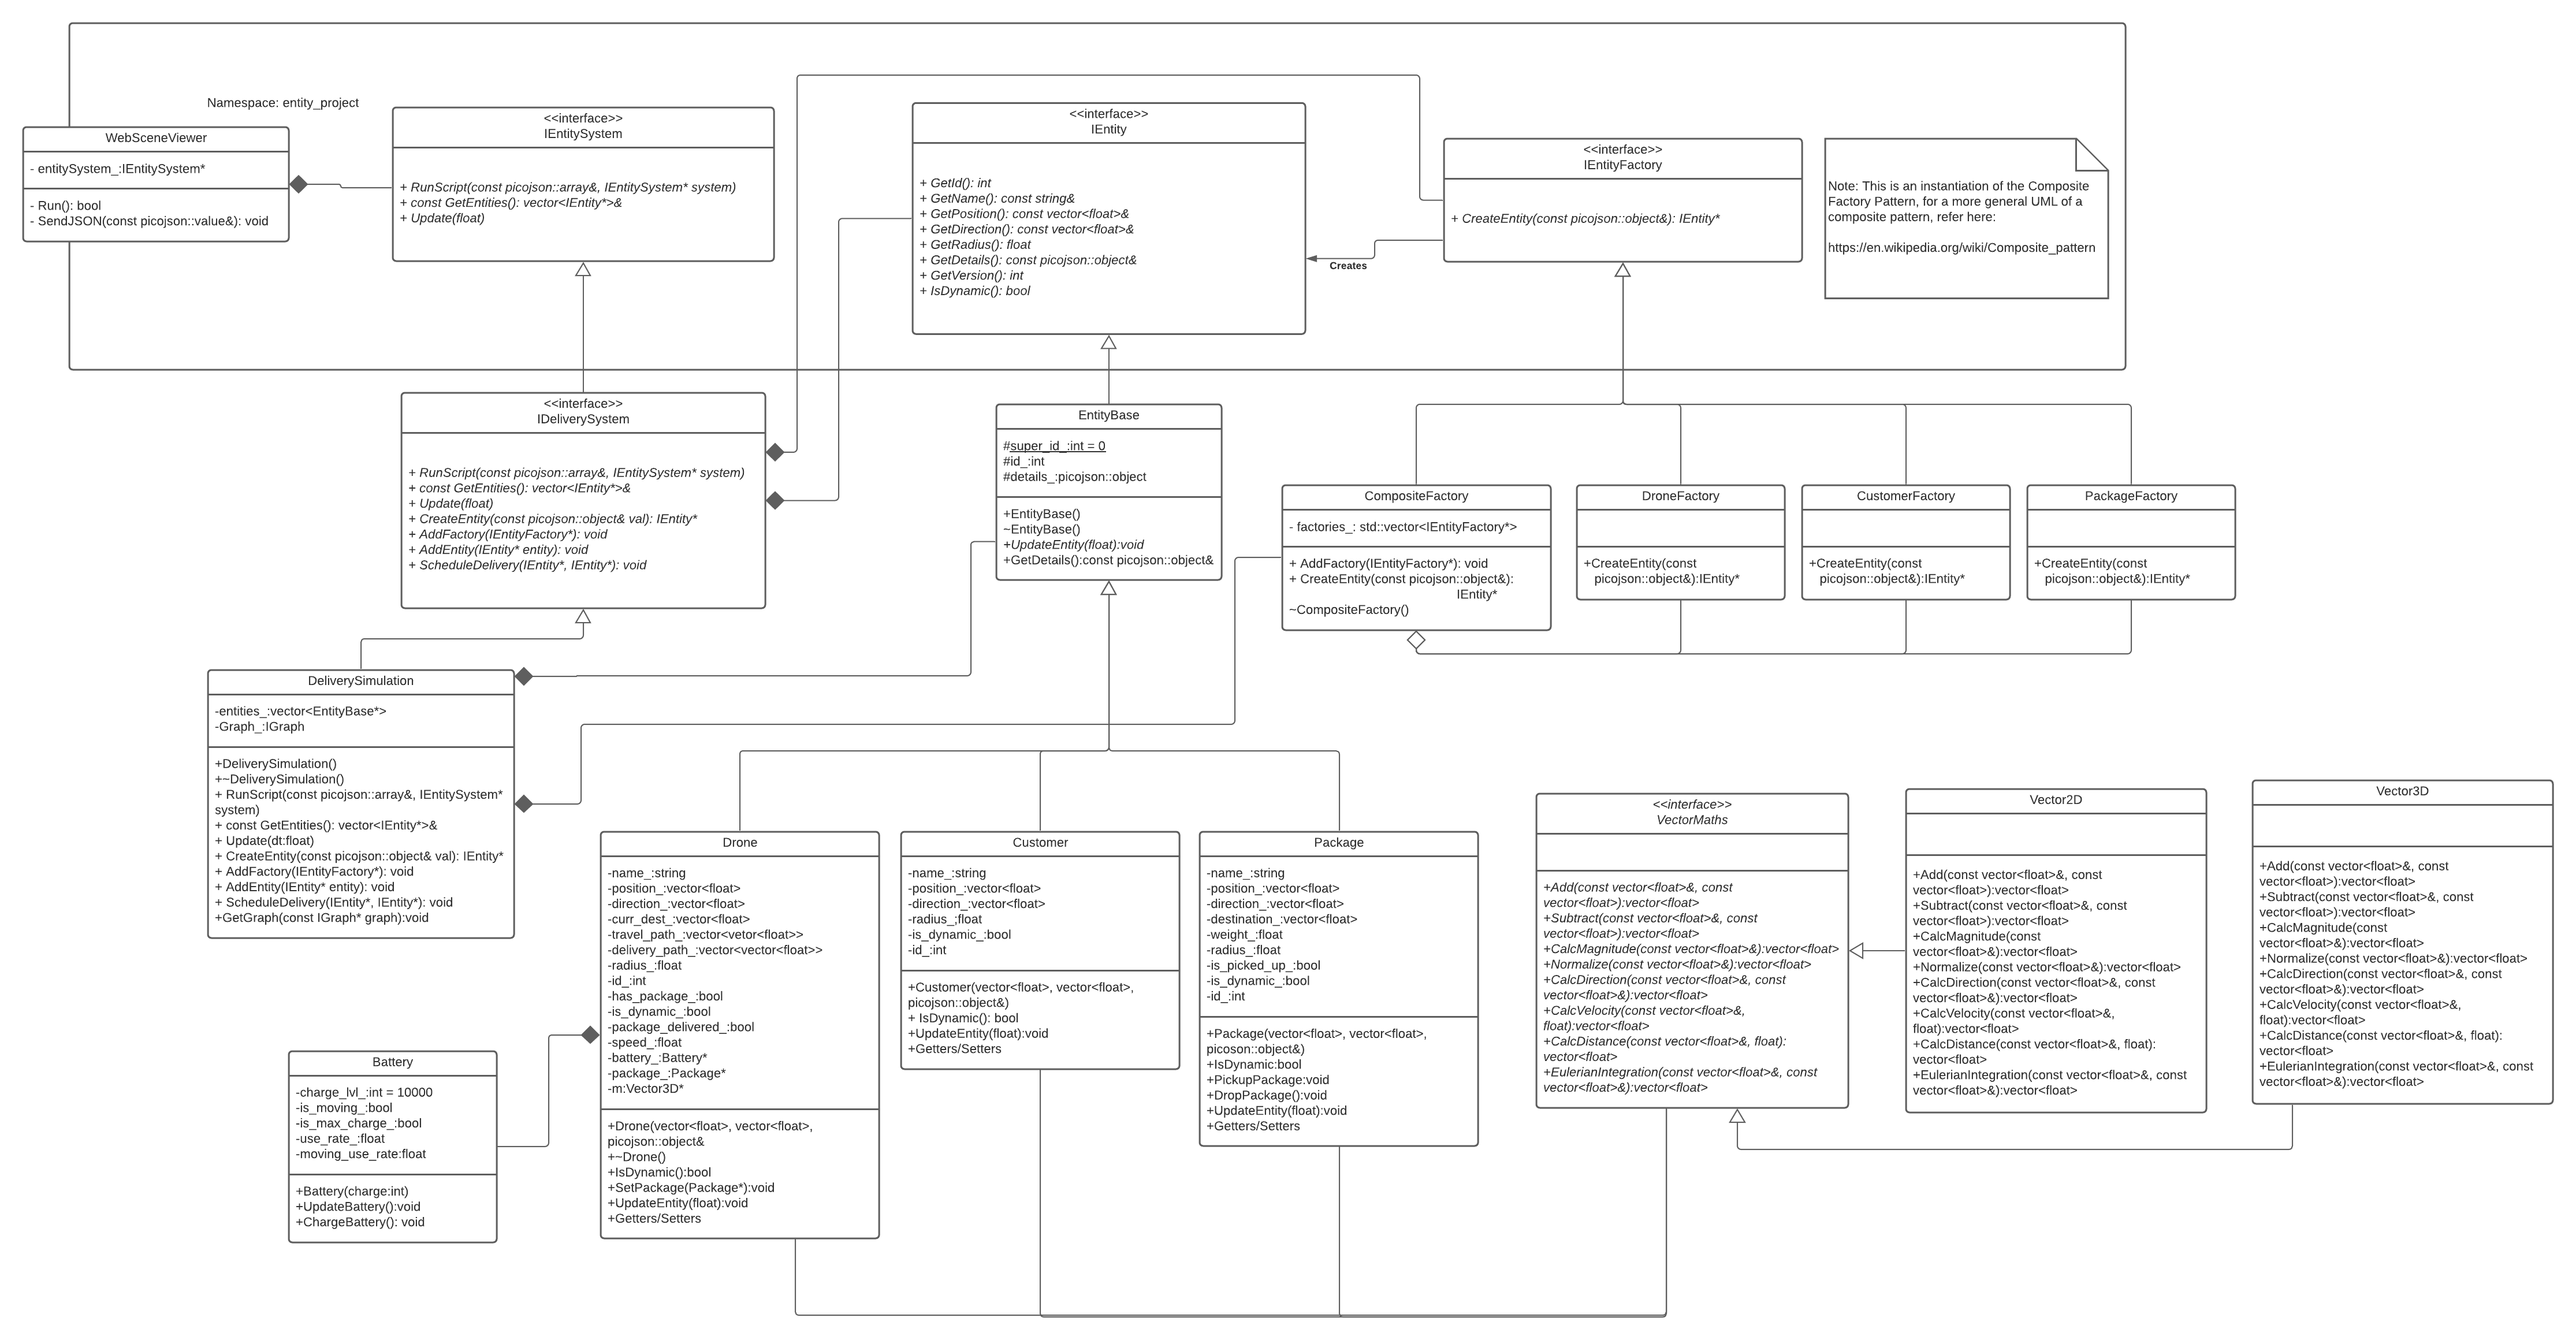 Namespace: entity_project
WebSceneViewer
- entitySystem_:IEntitySystem*
- Run(): bool
- SendJSON(const picojson::value&): void
<<interface>>
IEntitySystem
+ RunScript(const picojson::array&, IEntitySystem* system)
+ const GetEntities(): vector<IEntity*>&
+ Update(float)
<<interface>>
IEntity
+ GetId(): int
+ GetName(): const string&
+ GetPosition(): const vector<float>&
+ GetDirection(): const vector<float>&
+ GetRadius(): float
+ GetDetails(): const picojson::object&
+ GetVersion(): int
+ IsDynamic(): bool
Creates
<<interface>>
IEntityFactory
+ CreateEntity(const picojson::object&): IEntity*
Note: This is an instantiation of the Composite
Factory Pattern, for a more general UML of a
composite pattern, refer here:
https://en.wikipedia.org/wiki/Composite_pattern
<<interface>>
IDeliverySystem
+ RunScript(const picojson::array&, IEntitySystem* system)
+ const GetEntities(): vector<IEntity*>&
+ Update(float)
+ CreateEntity(const picojson::object& val): IEntity*
+ AddFactory(IEntityFactory*): void
+ AddEntity(IEntity* entity): void
+ ScheduleDelivery(IEntity*, IEntity*): void
EntityBase
#super_id_:int = 0
#id_:int
#details_:picojson::object
+EntityBase()
~EntityBase()
+UpdateEntity(float):void
+GetDetails():const picojson::object&
CompositeFactory
- factories_: std::vector<IEntityFactory*>
+ AddFactory(IEntityFactory*): void
+ CreateEntity(const picojson::object&):
IEntity*
~CompositeFactory()
DroneFactory
+CreateEntity(const
picojson::object&):IEntity*
CustomerFactory
+CreateEntity(const
picojson::object&):IEntity*
PackageFactory
+CreateEntity(const
picojson::object&):IEntity*
DeliverySimulation
-entities_:vector<EntityBase*>
-Graph_:IGraph
+DeliverySimulation()
+~DeliverySimulation()
+ RunScript(const picojson::array&, IEntitySystem*
system)
+ const GetEntities(): vector<IEntity*>&
+ Update(dt:float)
+ CreateEntity(const picojson::object& val): IEntity*
+ AddFactory(IEntityFactory*): void
+ AddEntity(IEntity* entity): void
+ ScheduleDelivery(IEntity*, IEntity*): void
+GetGraph(const IGraph* graph):void
Drone
-name_:string
-position_:vector<float>
-direction_:vector<float>
-curr_dest_:vector<float>
-travel_path_:vector<vetor<float>>
-delivery_path_:vector<vector<float>>
-radius_:float
-id_:int
-has_package_:bool
-is_dynamic_:bool
-package_delivered_:bool
-speed_:float
-battery_:Battery*
-package_:Package*
-m:Vector3D*
+Drone(vector<float>, vector<float>,
picojson::object&
+~Drone()
+IsDynamic():bool
+SetPackage(Package*):void
+UpdateEntity(float):void
+Getters/Setters
Customer
-name_:string
-position_:vector<float>
-direction_:vector<float>
-radius_;float
-is_dynamic_:bool
-id_:int
+Customer(vector<float>, vector<float>,
picojson::object&)
+ IsDynamic(): bool
+UpdateEntity(float):void
+Getters/Setters
Package
-name_:string
-position_:vector<float>
-direction_:vector<float>
-destination_:vector<float>
-weight_:float
-radius_:float
-is_picked_up_:bool
-is_dynamic_:bool
-id_:int
+Package(vector<float>, vector<float>,
picoson::object&)
+IsDynamic:bool
+PickupPackage:void
+DropPackage():void
+UpdateEntity(float):void
+Getters/Setters
Battery
-charge_lvl_:int = 10000
-is_moving_:bool
-is_max_charge_:bool
-use_rate_:float
-moving_use_rate:float
+Battery(charge:int)
+UpdateBattery():void
+ChargeBattery(): void
<<interface>>
VectorMaths
+Add(const vector<float>&, const
vector<float>):vector<float>
+Subtract(const vector<float>&, const
vector<float>):vector<float>
+CalcMagnitude(const vector<float>&):vector<float>
+Normalize(const vector<float>&):vector<float>
+CalcDirection(const vector<float>&, const
vector<float>&):vector<float>
+CalcVelocity(const vector<float>&,
float):vector<float>
+CalcDistance(const vector<float>&, float):
vector<float>
+EulerianIntegration(const vector<float>&, const
vector<float>&):vector<float>
Vector2D
+Add(const vector<float>&, const
vector<float>):vector<float>
+Subtract(const vector<float>&, const
vector<float>):vector<float>
+CalcMagnitude(const
vector<float>&):vector<float>
+Normalize(const vector<float>&):vector<float>
+CalcDirection(const vector<float>&, const
vector<float>&):vector<float>
+CalcVelocity(const vector<float>&,
float):vector<float>
+CalcDistance(const vector<float>&, float):
vector<float>
+EulerianIntegration(const vector<float>&, const
vector<float>&):vector<float>
Vector3D
+Add(const vector<float>&, const
vector<float>):vector<float>
+Subtract(const vector<float>&, const
vector<float>):vector<float>
+CalcMagnitude(const
vector<float>&):vector<float>
+Normalize(const vector<float>&):vector<float>
+CalcDirection(const vector<float>&, const
vector<float>&):vector<float>
+CalcVelocity(const vector<float>&,
float):vector<float>
+CalcDistance(const vector<float>&, float):
vector<float>
+EulerianIntegration(const vector<float>&, const
vector<float>&):vector<float>